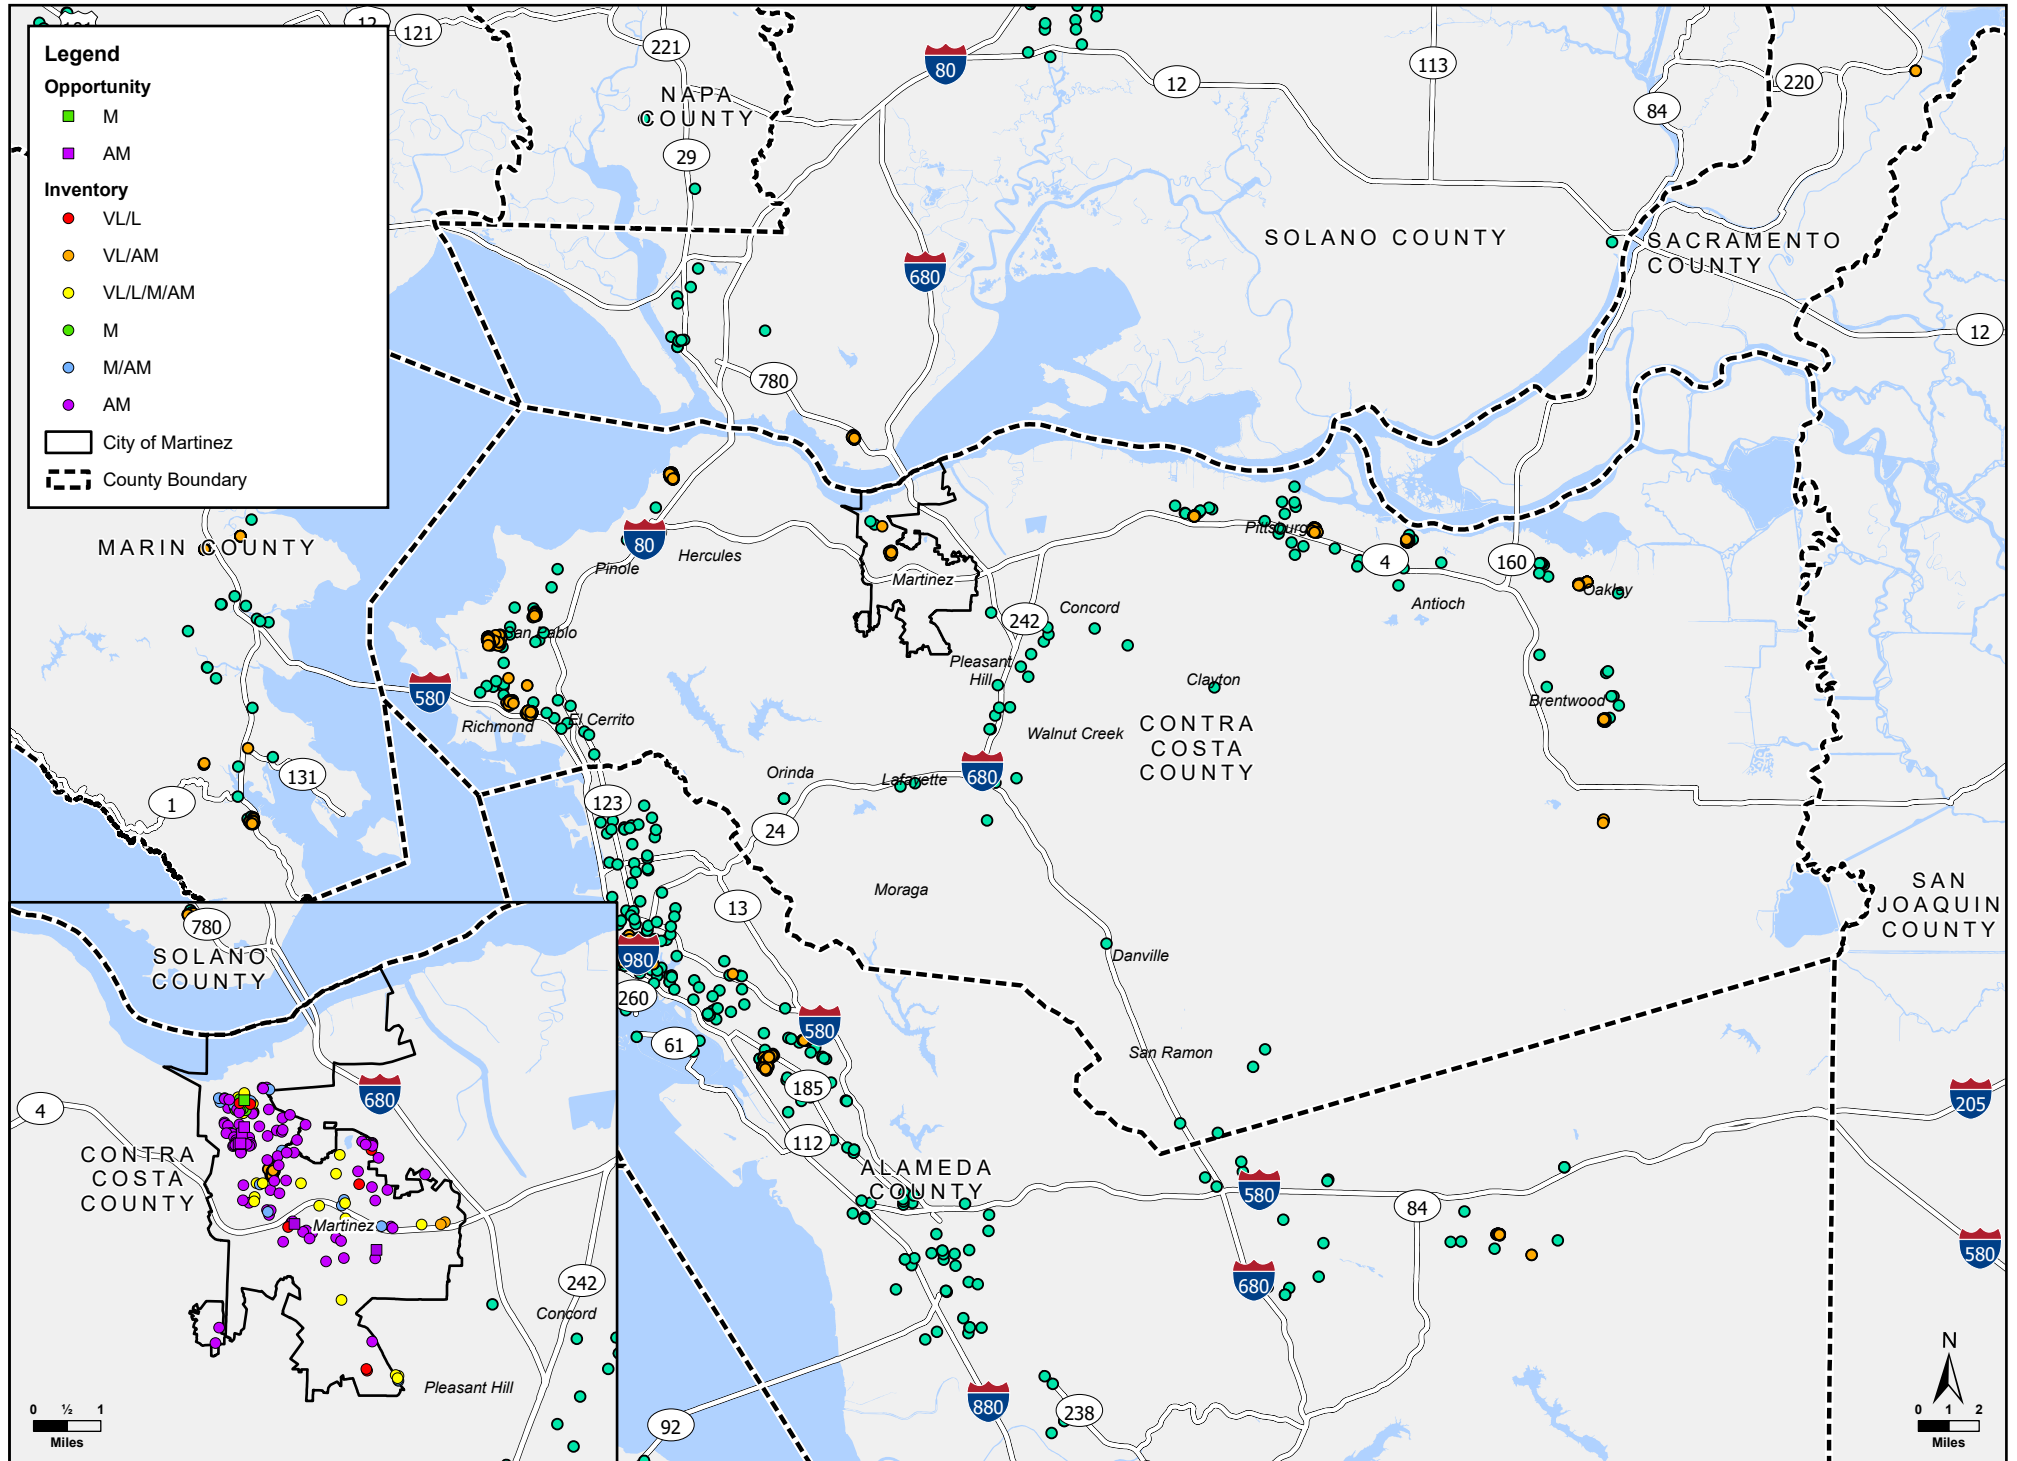 Legend
Opportunity
M
AM
Inventory
VL/L
VL/AM
VL/L/M/AM
M
M/AM
AM
City of Martinez
County Boundary
12
121
221
80
12
113
220
84
NAPA
COUNTY
29
SOLANO COUNTY
SACRAMENTO
COUNTY
680
12
780
MARIN COUNTY
80
Hercules
Pinole
Martinez
Pittsburg
4
160
Oakley
Antioch
242
Concord
San Pablo
Pleasant
Hill
Clayton
580
Richmond
El Cerrito
Brentwood
Walnut Creek
CONTRA
COSTA
COUNTY
131
1
Orinda
Lafayette
680
123
24
Moraga
13
SAN
JOAQUIN
COUNTY
980
Danville
260
580
61
San Ramon
185
205
112
ALAMEDA
COUNTY
580
84
580
680
880
238
92
N
0 1 2
Miles
780
SOLANO
COUNTY
680
4
CONTRA
COSTA
COUNTY
Martinez
242
Concord
Pleasant Hill
0 ½ 1
Miles